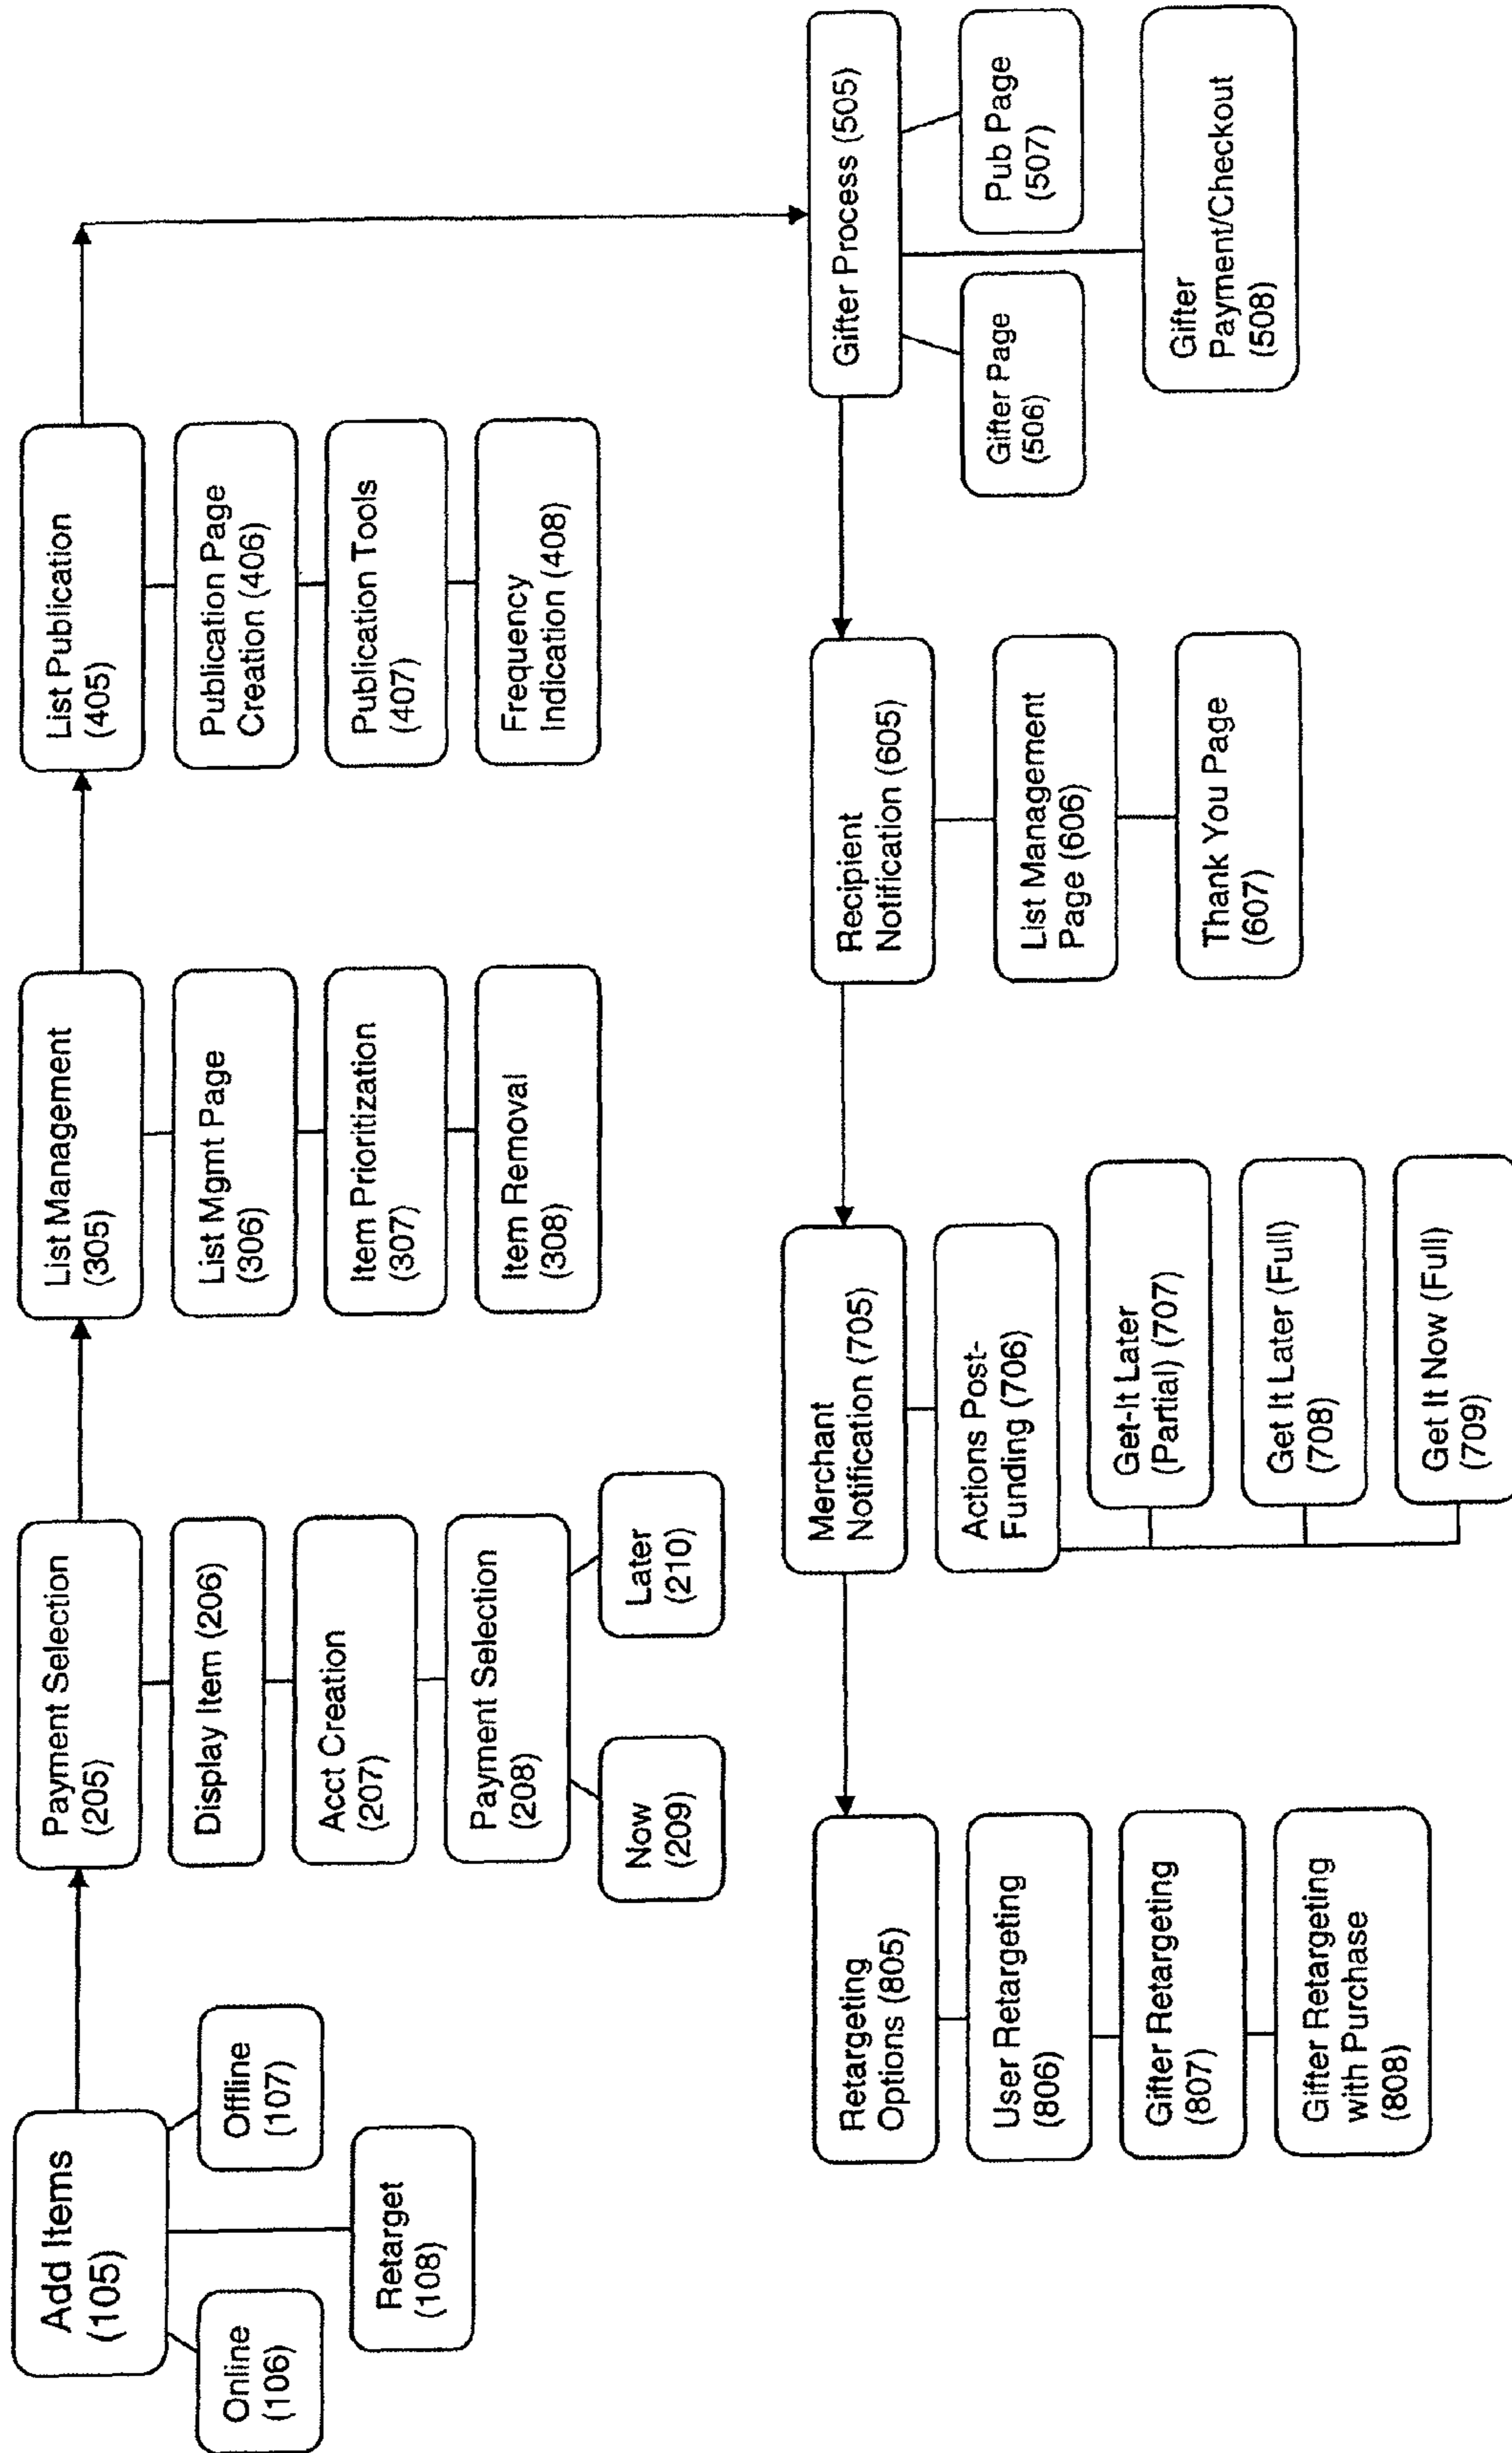 Add Items
(105)
Online
(106)
Offline
(107)
Retarget
(108)
Payment Selection
(205)
Display Item (206)
Acct Creation
(207)
Payment Selection
(208)
Now
(209)
Later
(210)
List Management
(305)
List Mgmt Page
(306)
Item Prioritization
(307)
Item Removal
(308)
List Publication
(405)
Publication Page
Creation (406)
Publication Tools
(407)
Frequency
Indication (408)
Gifter Process (505)
Gifter Page
(506)
Pub Page
(507)
Gifter
Payment/Checkout
(508)
Recipient
Notification (605)
List Management
Page (606)
Thank You Page
(607)
Merchant
Notification (705)
Actions Post-
Funding (706)
Get-It Later
(Partial) (707)
Get It Later (Full)
(708)
Get It Now (Full)
(709)
Retargeting
Options (805)
User Retargeting
(806)
Gifter Retargeting
(807)
Gifter Retargeting
with Purchase
(808)